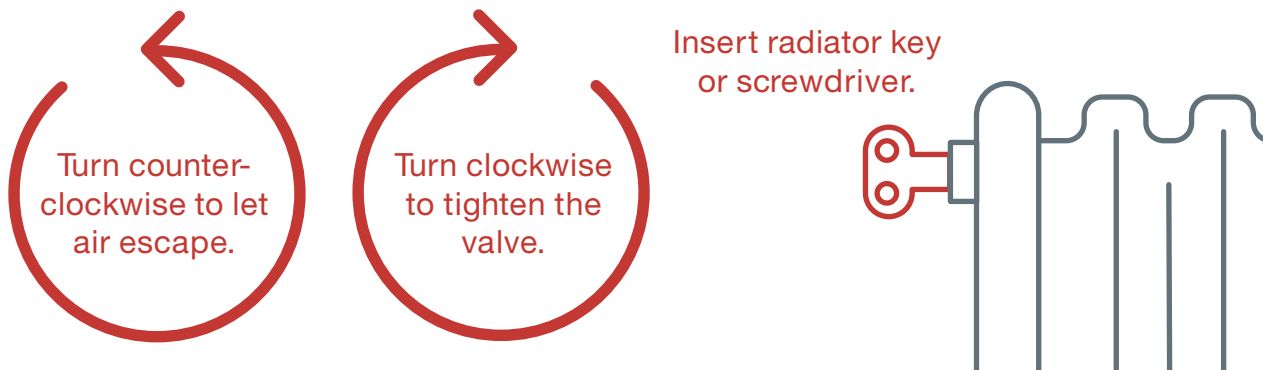 Turn counter-
clockwise to let
air escape.
Turn clockwise
to tighten the
valve.
Insert radiator key
or screwdriver.